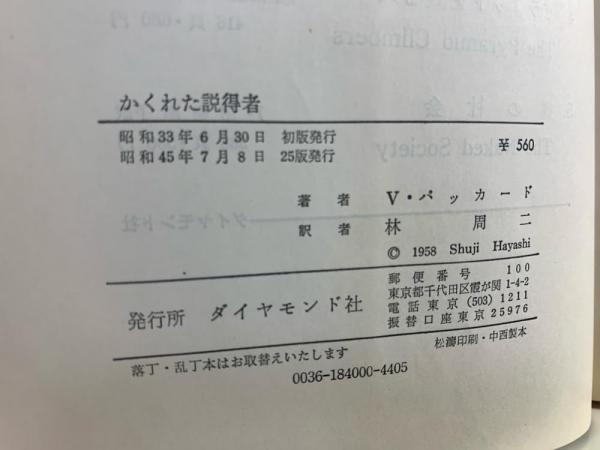 かくれた説得者
昭和33年6月30日 初版発行
昭和45年7月8日 25版発行
¥ 560
著者 V・パッカード
訳者 林周二
© 1958 Shuji Hayashi
発行所 ダイヤモンド社
郵便番号 100
東京都千代田区霞が関1-4-2
電話東京(503)1211
振替口座東京25976
落丁・乱丁本はお取替えいたします
松濤印刷・中西製本
0036-184000-4405